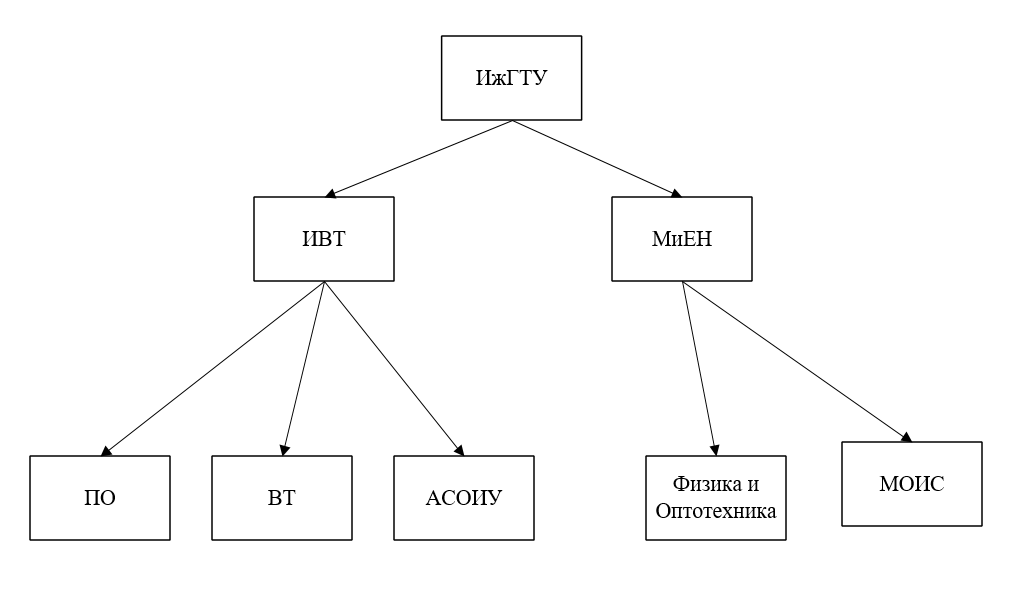 ИжГТУ
ИВТ
МиЕН
ПО
ВТ
АСОИУ
Физика и
Оптотехника
МОИС